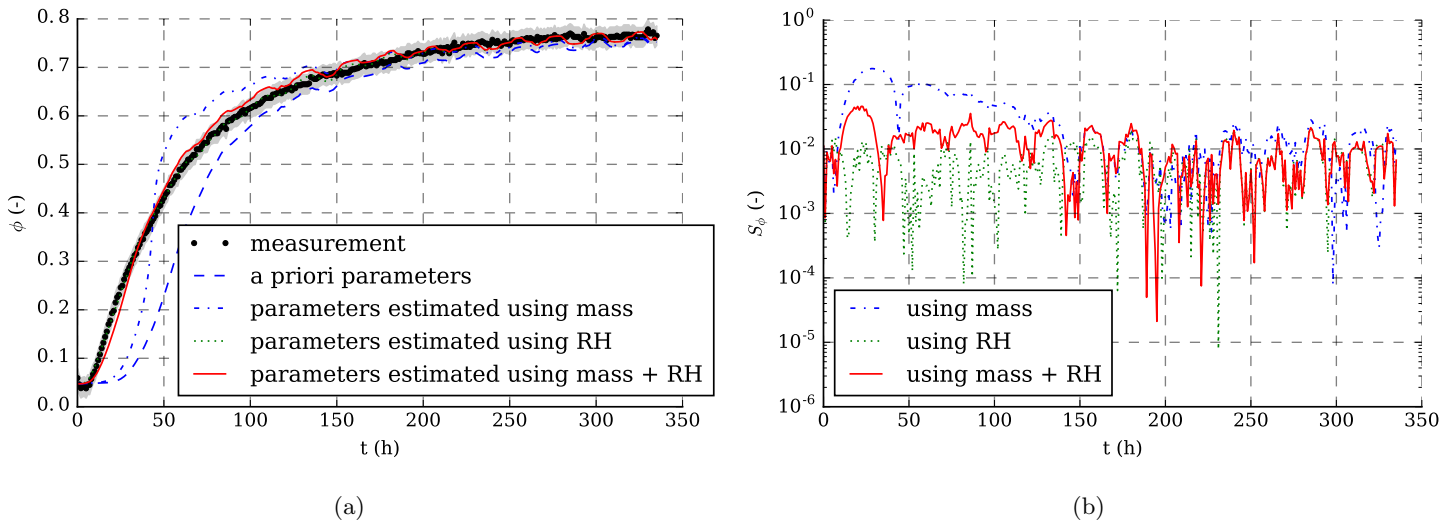 0.8
0.7
0.6
0.5
0.4
0.3
0.2
0.1
0.0
ϕ (-)
measurement
a priori parameters
parameters estimated using mass
parameters estimated using RH
parameters estimated using mass + RH
0 50 100 150 200 250 300 350
t (h)
(a)
10^0
10^-1
10^-2
10^-3
10^-4
10^-5
10^-6
S_ϕ (-)
using mass
using RH
using mass + RH
0 50 100 150 200 250 300 350
t (h)
(b)